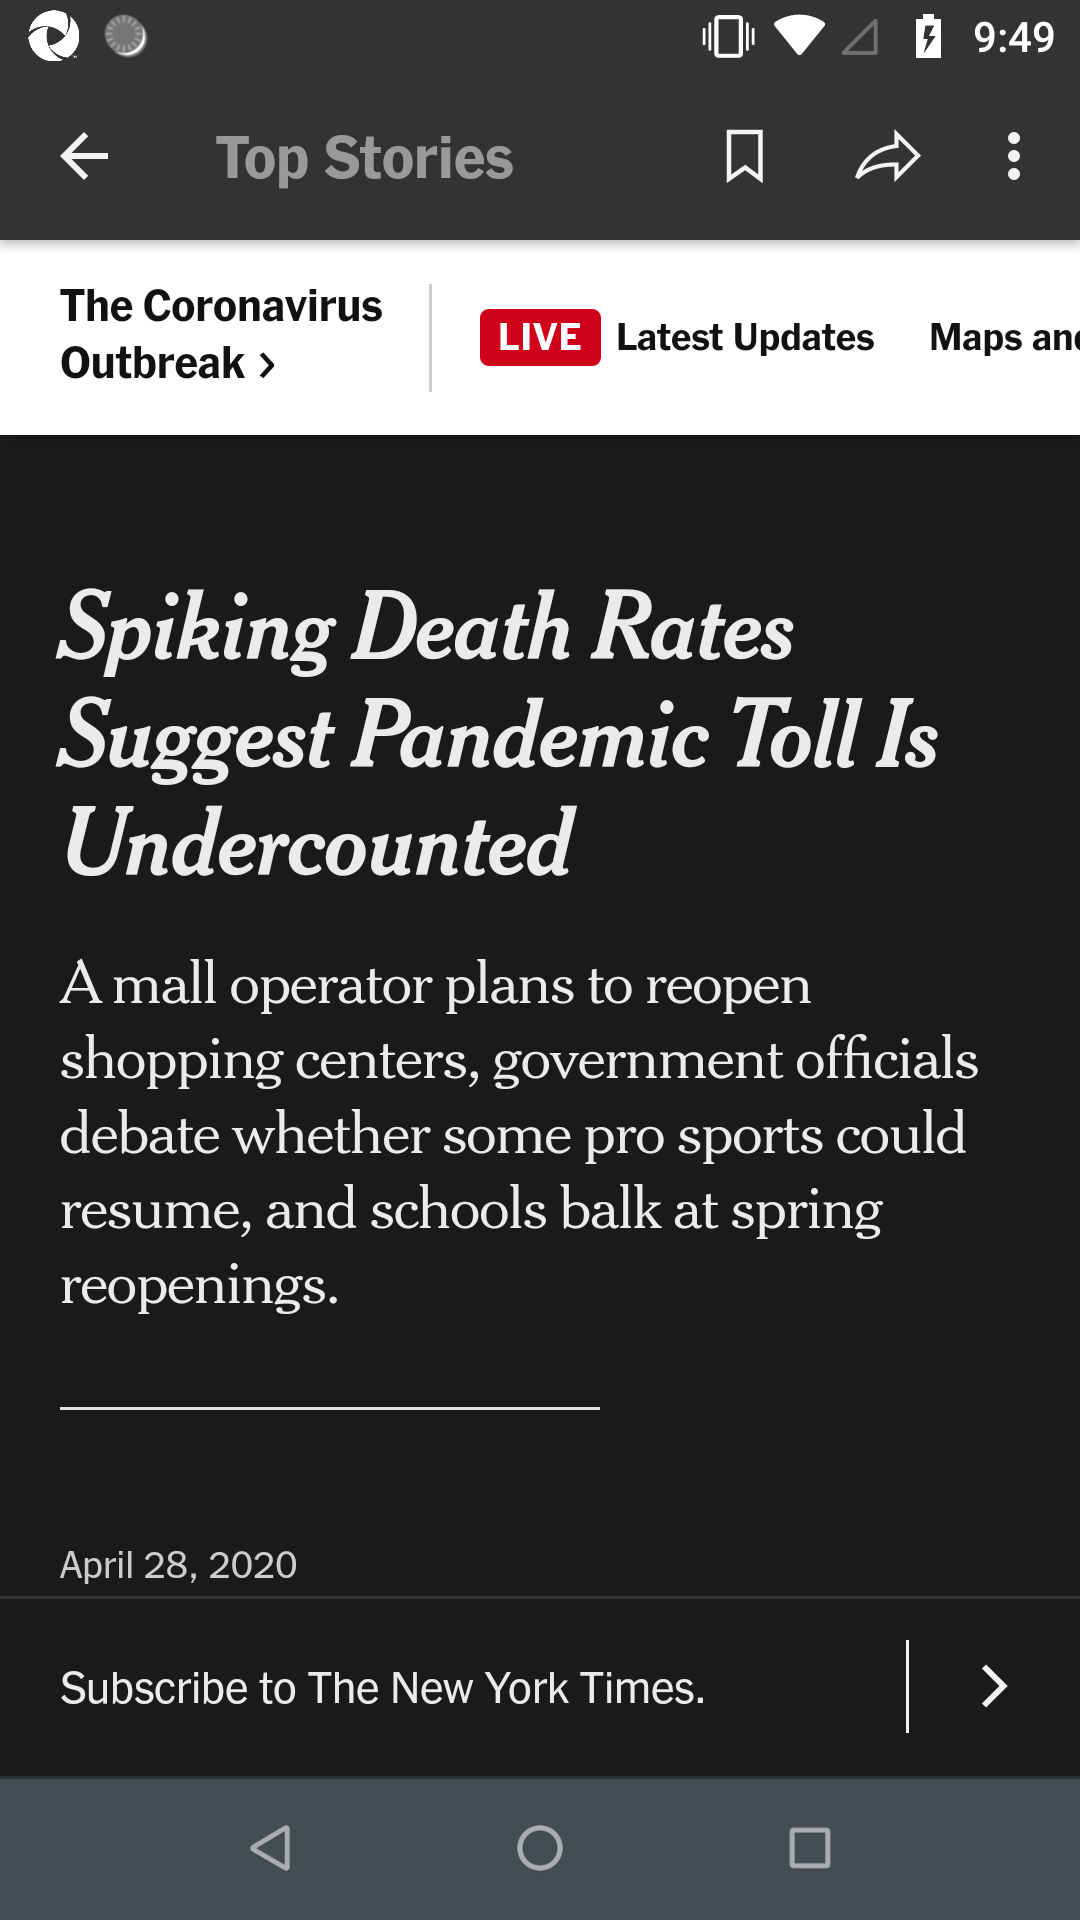 9:49
Top Stories
The Coronavirus
Outbreak
LIVE Latest Updates Maps and
Spiking Death Rates
Suggest Pandemic Toll Is
Undercounted
A mall operator plans to reopen
shopping centers, government officials
debate whether some pro sports could
resume, and schools balk at spring
reopenings.
April 28, 2020
Subscribe to The New York Times.